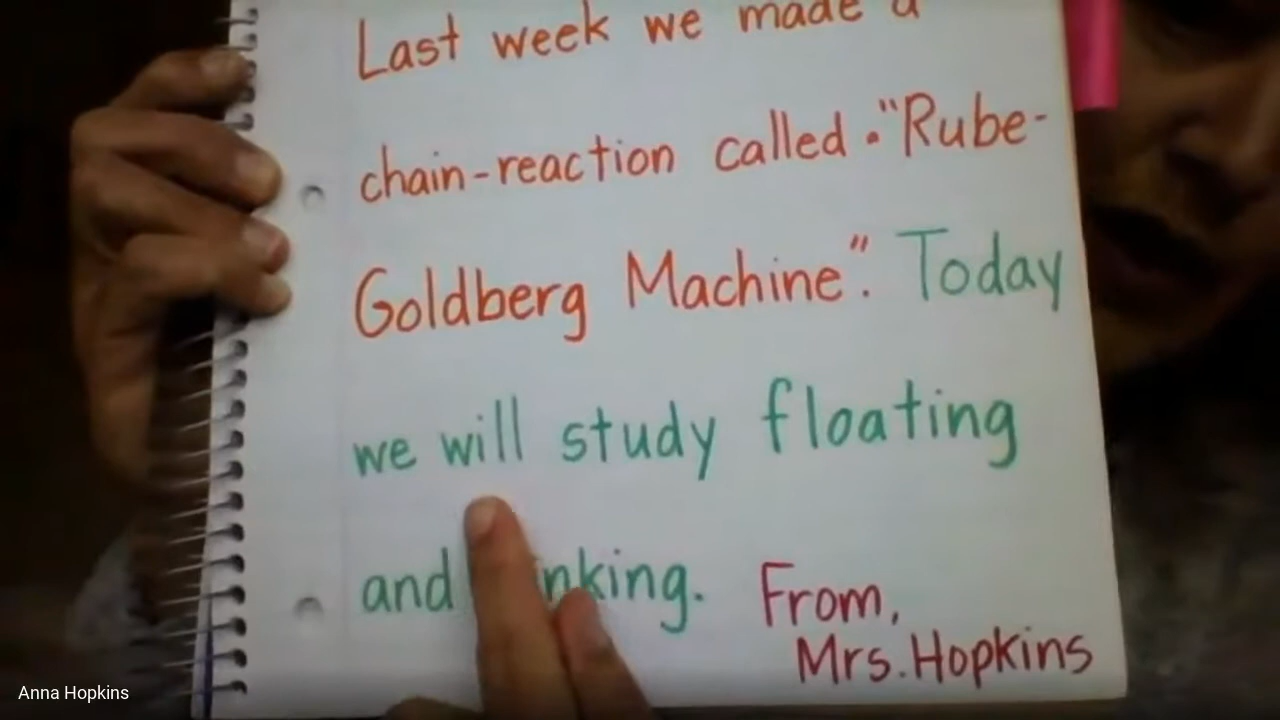 Last week we made a
chain-reaction called ."Rube-
Goldberg Machine". Today
we will study floating
and
From,
Mrs. Hopkins
Anna Hopkins